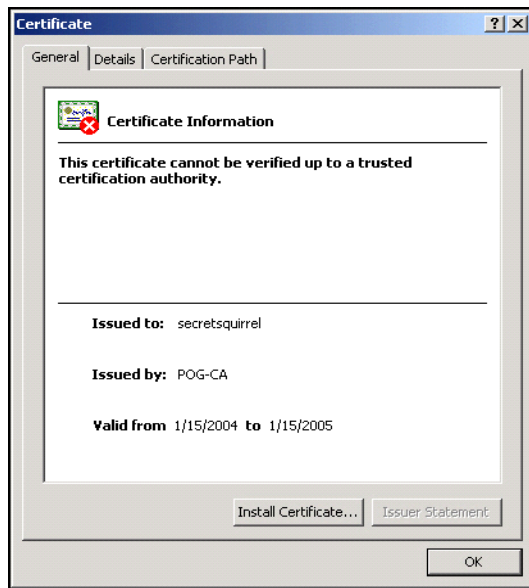 Certificate
General Details Certification Path
Certificate Information
This certificate cannot be verified up to a trusted
certification authority.
Issued to: secretsquirrel
Issued by: POG-CA
Valid from 1/15/2004 to 1/15/2005
Install Certificate... Issuer Statement
OK